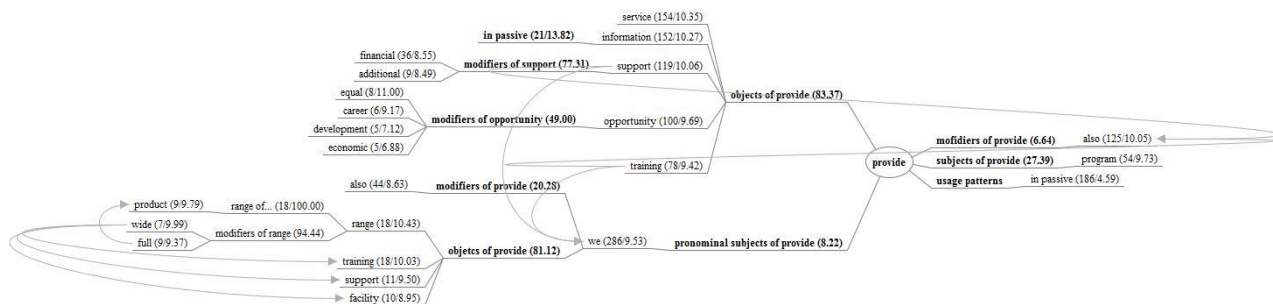 service (154/10.35)
in passive (21/13.82)
information (152/10.27)
financial (36/8.55)
additional (9/8.49)
modifiers of support (77.31)
support (119/10.06)
equal (8/11.00)
career (6/9.17)
development (5/7.12)
economic (5/6.88)
modifiers of opportunity (49.00)
opportunity (100/9.69)
training (78/9.42)
objects of provide (83.37)
provide
mofidiers of provide (6.64)
also (125/10.05)
subjects of provide (27.39)
program (54/9.73)
usage patterns
in passive (186/4.59)
also (44/8.63)
modifiers of provide (20.28)
product (9/9.79)
range of... (18/100.00)
wide (7/9.99)
full (9/9.37)
modifiers of range (94.44)
range (18/10.43)
training (18/10.03)
support (11/9.50)
facility (10/8.95)
objetcs of provide (81.12)
we (286/9.53)
pronominal subjects of provide (8.22)